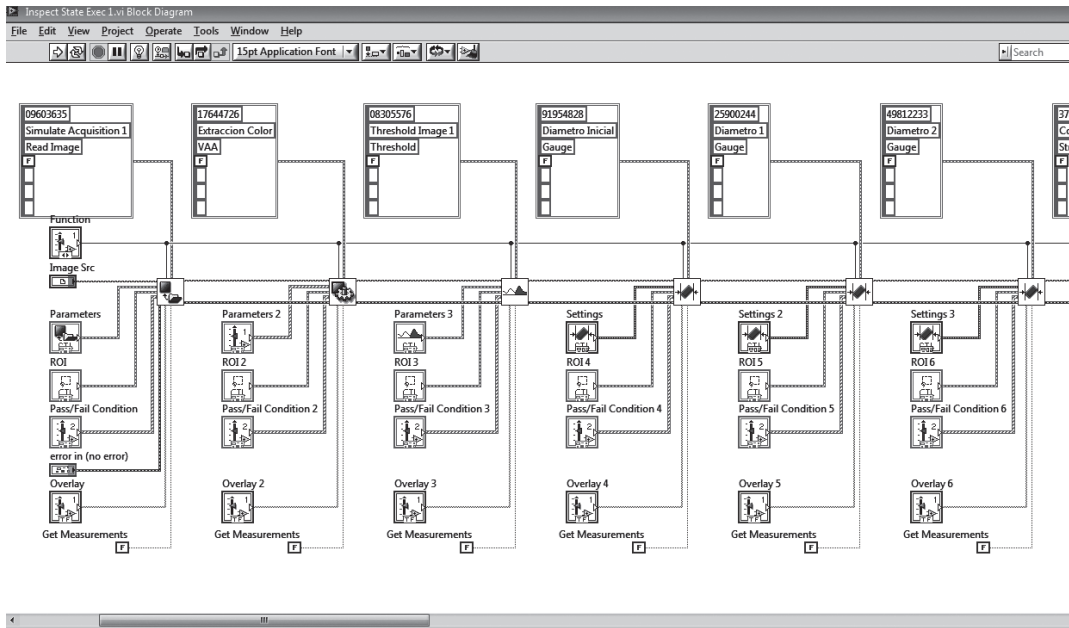 Inspect State Exec 1.vi Block Diagram
File Edit View Project Operate Tools Window Help
15pt Application Font
Search
09603635
Simulate Acquisition 1
Read Image
F
17644726
Extraccion Color
VAA
F
08305576
Threshold Image 1
Threshold
F
91954828
Diametro Inicial
Gauge
F
25900244
Diametro 1
Gauge
F
49812233
Diametro 2
Gauge
F
37
Co
St
F
Function
Image Src
Parameters
ROI
Pass/Fail Condition
error in (no error)
Overlay
Get Measurements
F
Parameters 2
ROI 2
Pass/Fail Condition 2
Overlay 2
Get Measurements
F
Parameters 3
ROI 3
Pass/Fail Condition 3
Overlay 3
Get Measurements
F
Settings
ROI 4
Pass/Fail Condition 4
Overlay 4
Get Measurements
F
Settings 2
ROI 5
Pass/Fail Condition 5
Overlay 5
Get Measurements
F
Settings 3
ROI 6
Pass/Fail Condition 6
Overlay 6
Get Measurements
F